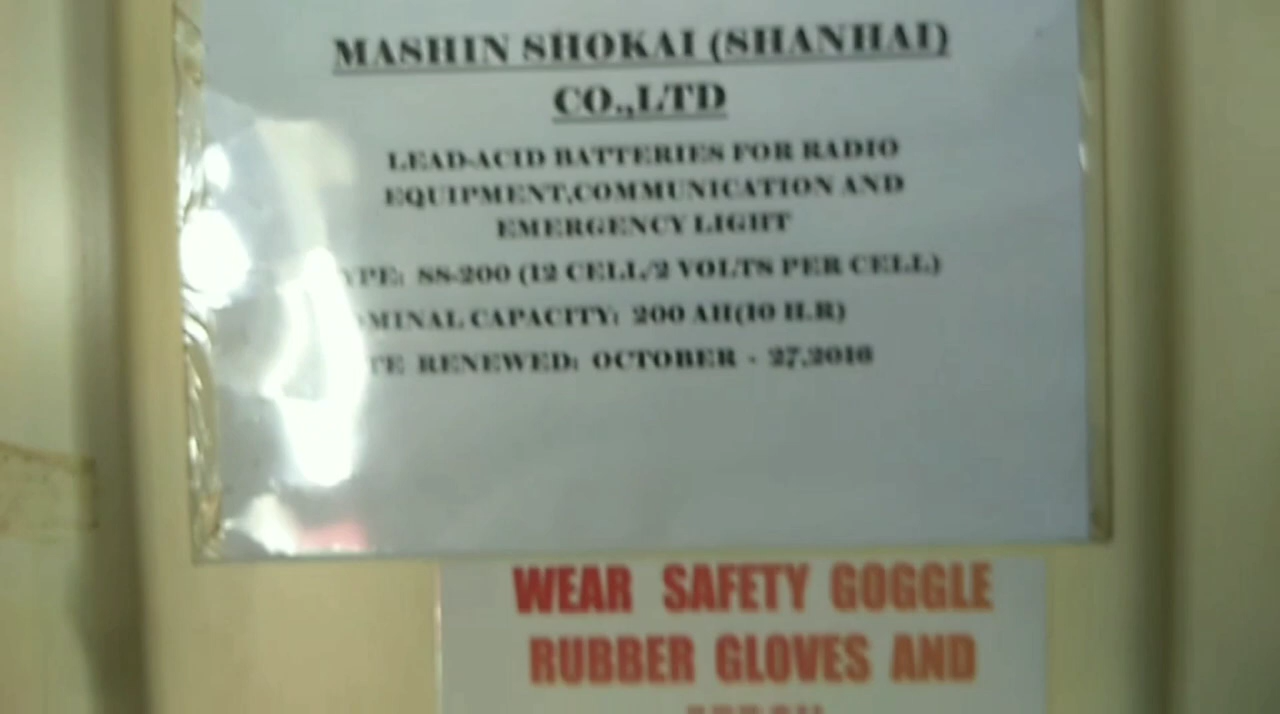 MASHIN SHOKAI (SHANHAI)
CO.,LTD
LEAD-ACID BATTERIES FOR RADIO
EQUIPMENT,COMMUNICATION AND
EMERGENCY LIGHT
YPE: SS-200 (12 CELL/2 VOLTS PER CELL)
MINAL CAPACITY: 200 AH(10 H.R)
TE RENEWED: OCTOBER - 27,2016
WEAR SAFETY GOGGLE
RUBBER GLOVES AND